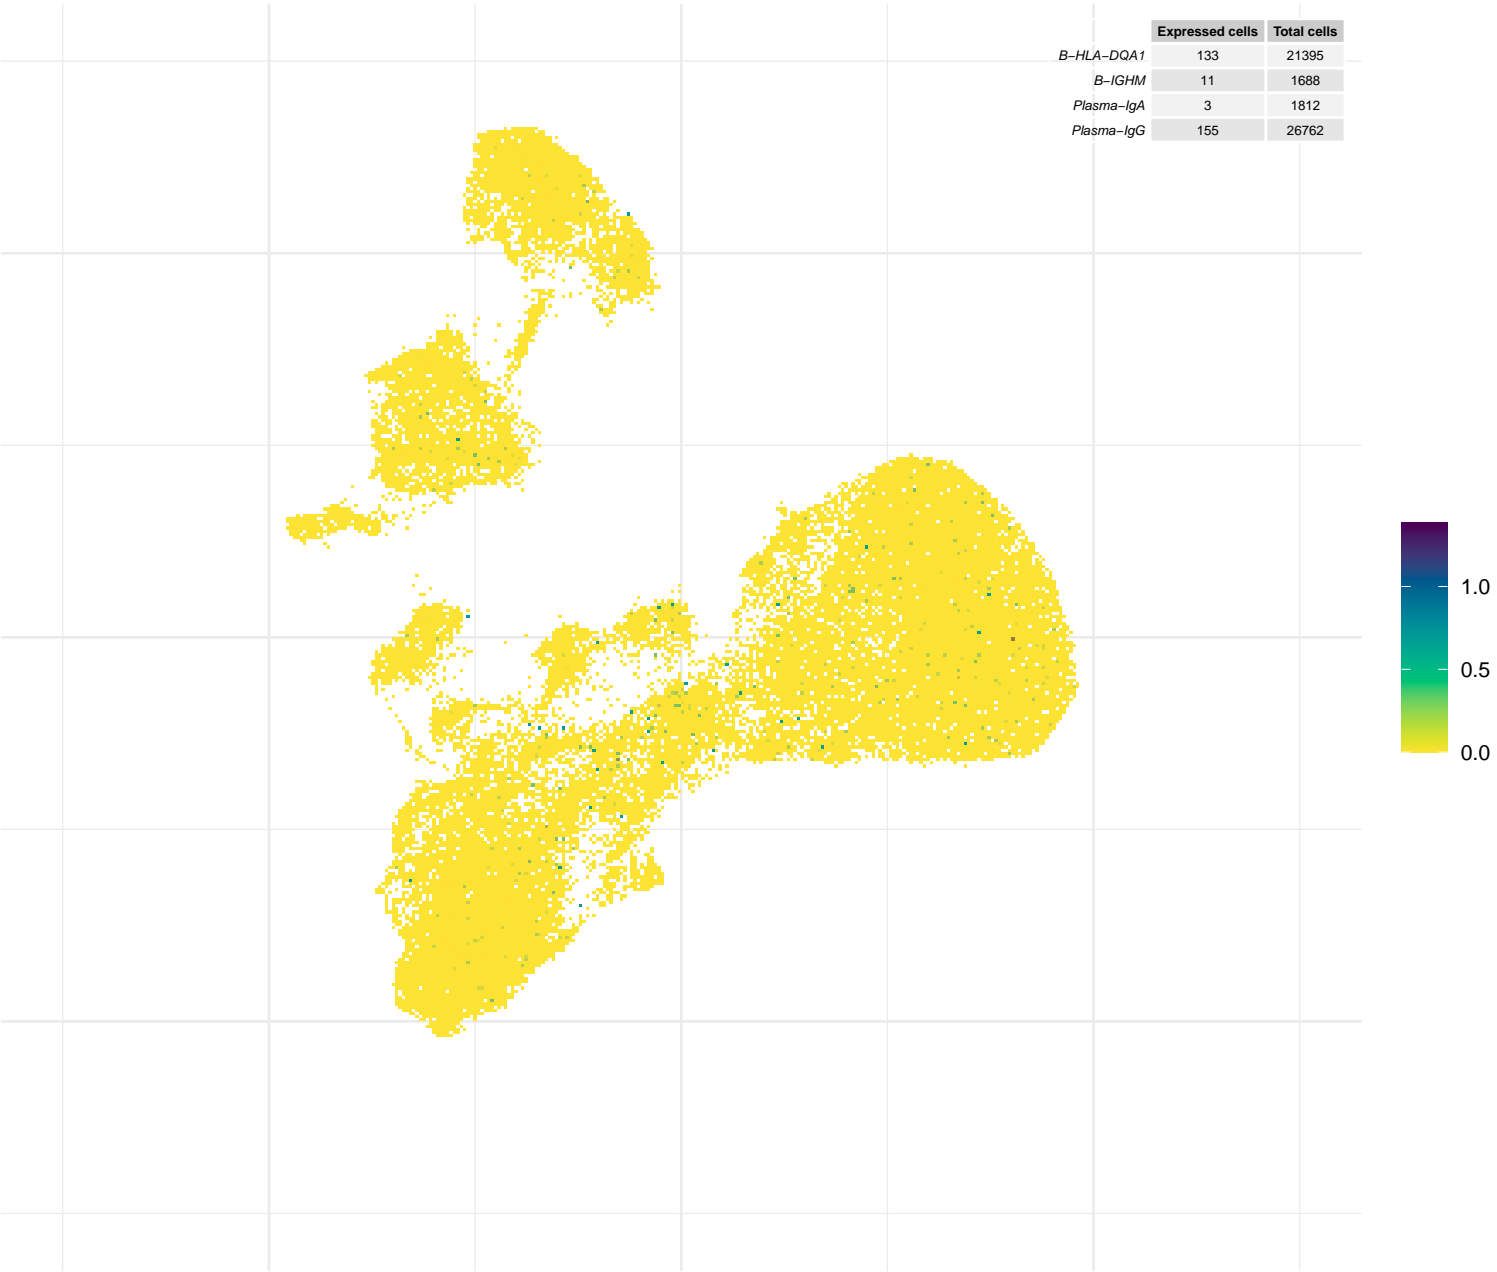 Expressed cells Total cells
B−HLA−DQA1 133 21395
B−IGHM 11 1688
Plasma−IgA 3 1812
Plasma−IgG 155 26762
1.0
0.5
0.0